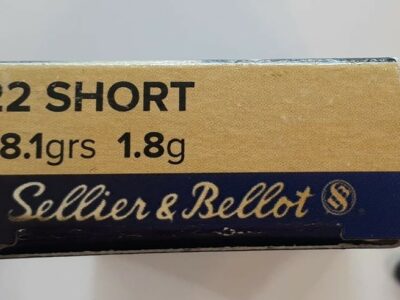 22 SHORT
8.1grs 1.8g
Sellier & Bellot